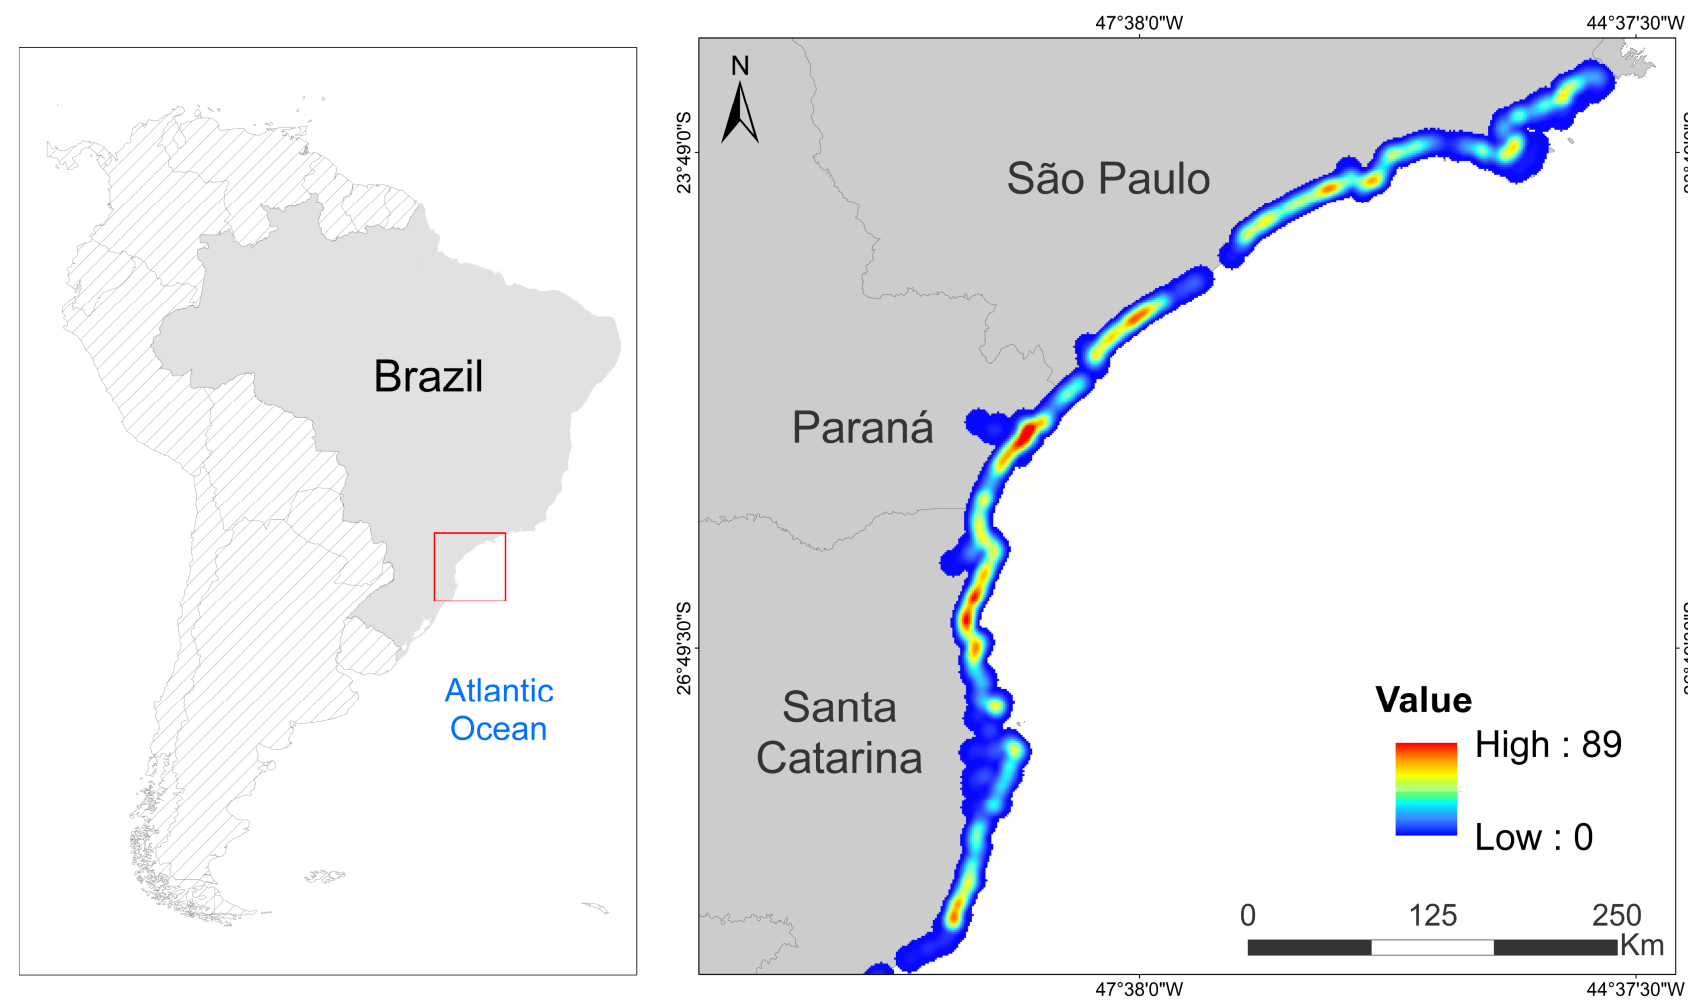 Brazil
Atlantic
Ocean
47°38'0"W
44°37'30"W
N
23°49'0"S
São Paulo
Paraná
26°49'30"S
Santa
Catarina
Value
High : 89
Low : 0
0 125 250
Km
47°38'0"W
44°37'30"W